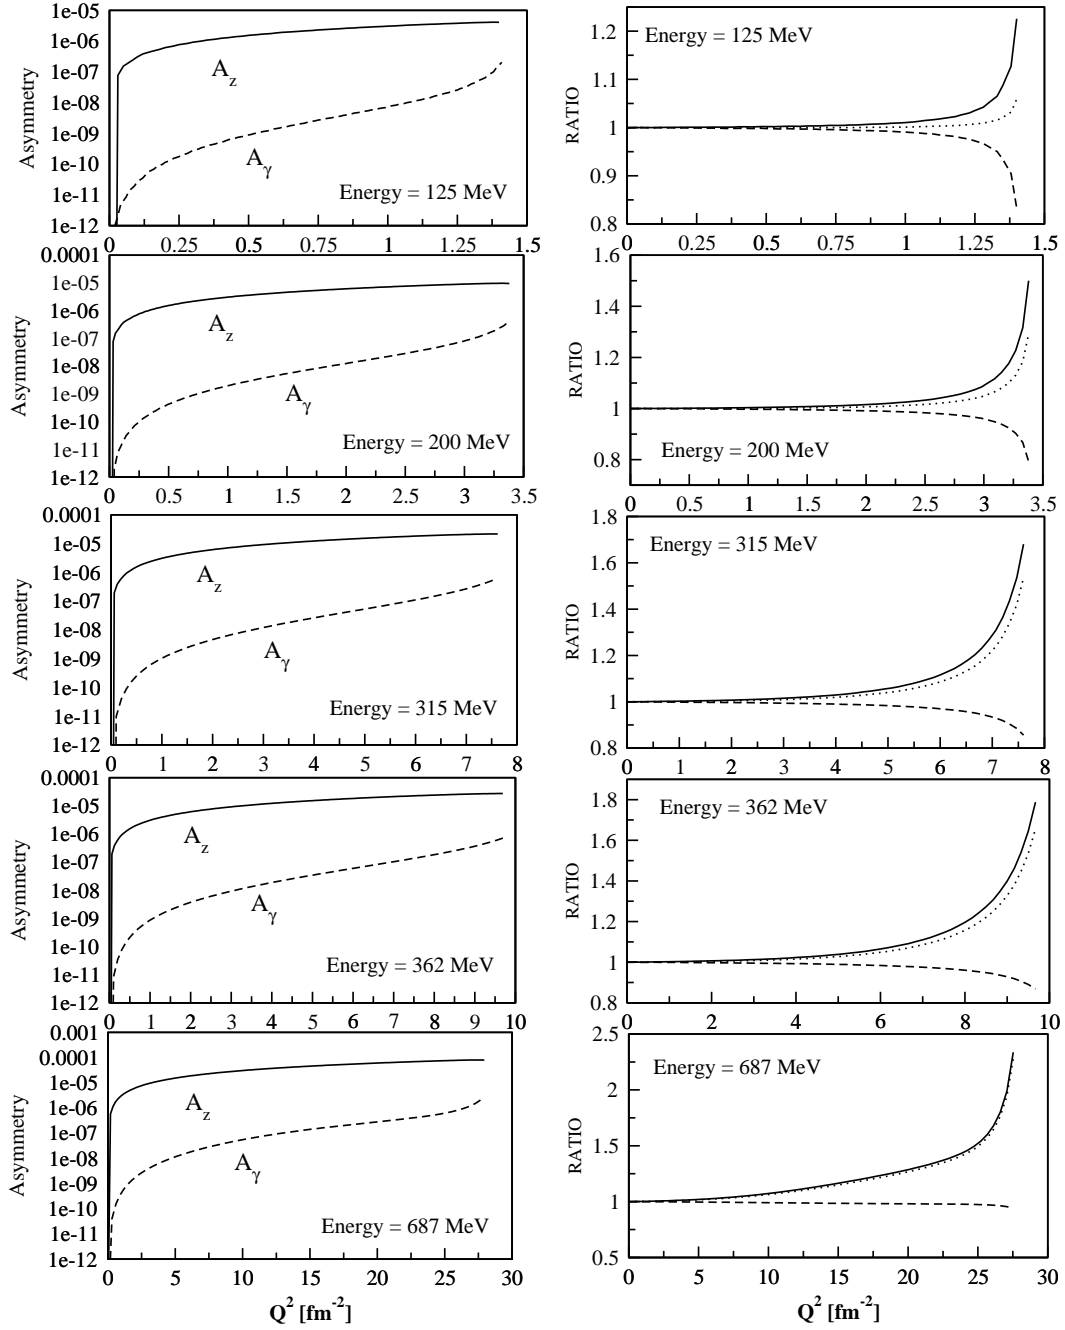 1e-05
1e-06
1e-07
1e-08
1e-09
1e-10
1e-11
1e-12
Asymmetry
A_z
A_γ
Energy = 125 MeV
0 0.25 0.5 0.75 1 1.25 1.5
1.2
1.1
1
0.9
0.8
RATIO
Energy = 125 MeV
0 0.25 0.5 0.75 1 1.25 1.5
0.0001
1e-05
1e-06
1e-07
1e-08
1e-09
1e-10
1e-11
1e-12
Asymmetry
A_z
A_γ
Energy = 200 MeV
0 0.5 1 1.5 2 2.5 3 3.5
1.6
1.4
1.2
1
0.8
RATIO
Energy = 200 MeV
0 0.5 1 1.5 2 2.5 3 3.5
0.0001
1e-05
1e-06
1e-07
1e-08
1e-09
1e-10
1e-11
1e-12
Asymmetry
A_z
A_γ
Energy = 315 MeV
0 1 2 3 4 5 6 7 8
1.8
1.6
1.4
1.2
1
0.8
RATIO
Energy = 315 MeV
0 1 2 3 4 5 6 7 8
0.0001
1e-05
1e-06
1e-07
1e-08
1e-09
1e-10
1e-11
1e-12
Asymmetry
A_z
A_γ
Energy = 362 MeV
0 1 2 3 4 5 6 7 8 9 10
1.8
1.6
1.4
1.2
1
0.8
RATIO
Energy = 362 MeV
0 2 4 6 8 10
0.001
0.0001
1e-05
1e-06
1e-07
1e-08
1e-09
1e-10
1e-11
1e-12
Asymmetry
A_z
A_γ
Energy = 687 MeV
0 5 10 15 20 25 30
Q² [fm⁻²]
2.5
2
1.5
1
0.5
RATIO
Energy = 687 MeV
0 5 10 15 20 25 30
Q² [fm⁻²]